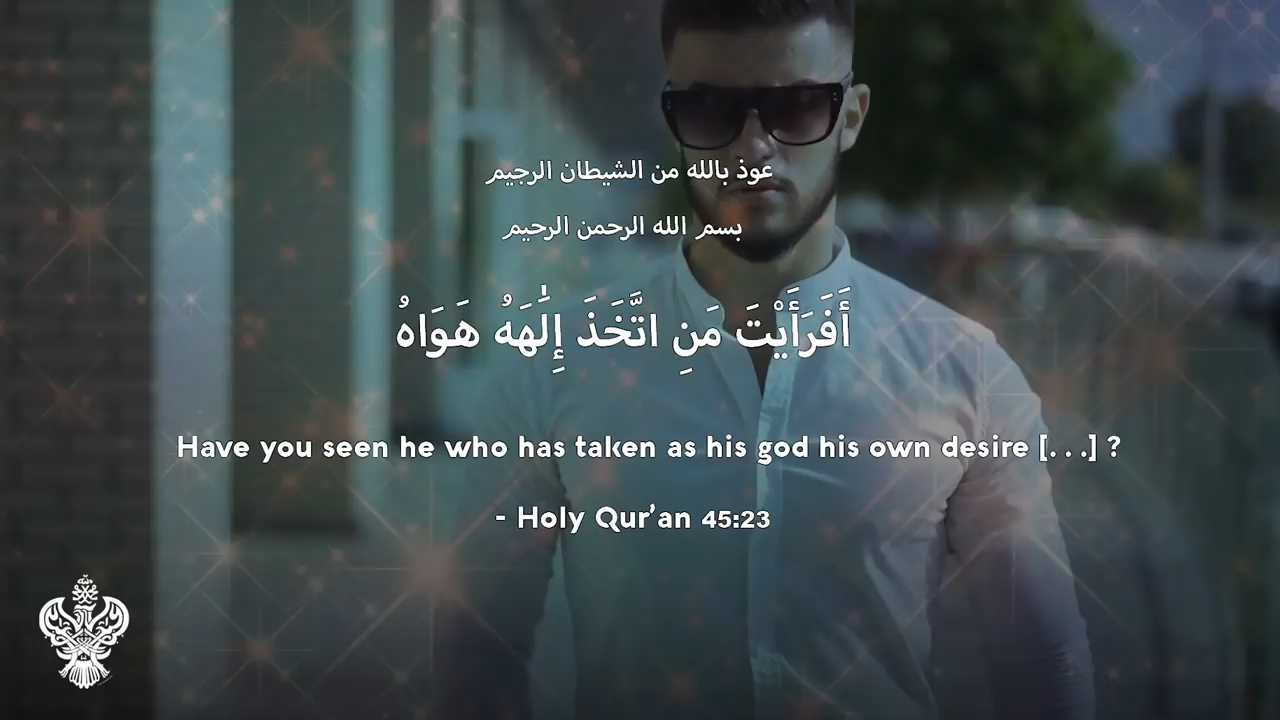 عوذ بالله من الشيطان الرجيم
بسم الله الرحمن الرحيم
أَفَرَأَيْتَ مَنِ اتَّخَذَ إِلَٰهَهُ هَوَاهُ
Have you seen he who has taken as his god his own desire [. . .] ?
- Holy Qur’an 45:23